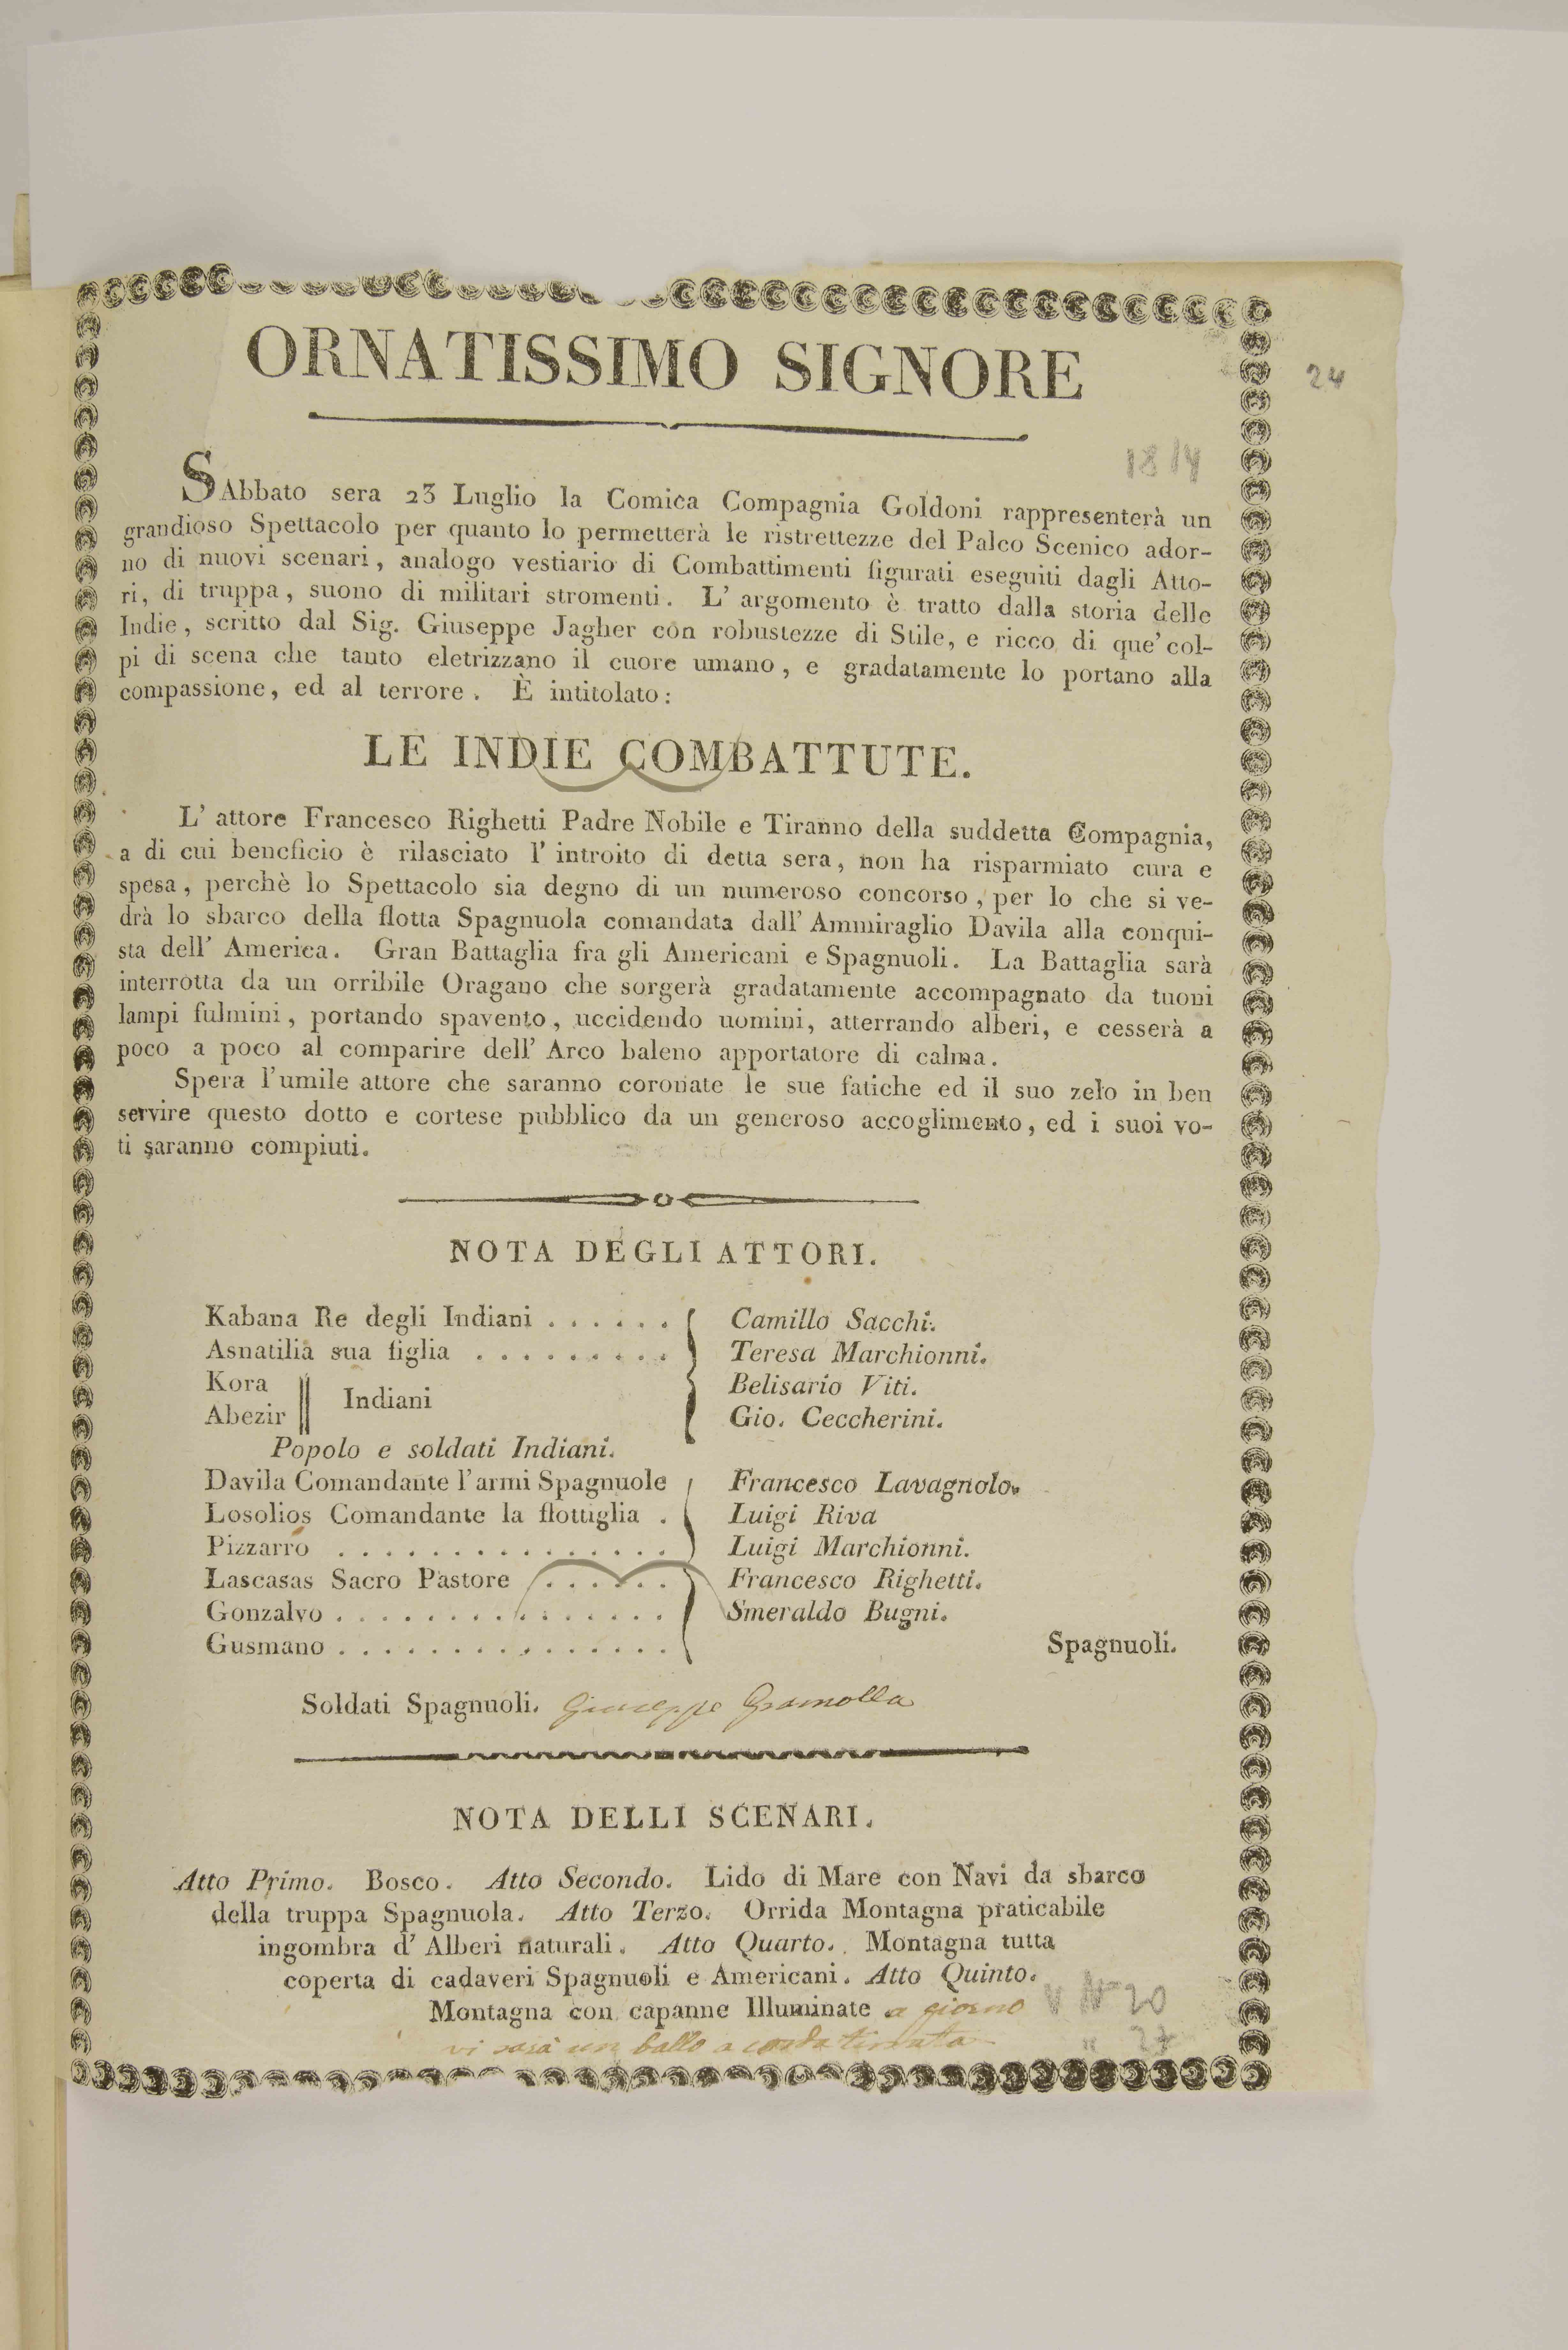 ORNATISSIMO SIGNORE
24
1814
SAbbato sera 23 Luglio la Comica Compagnia Goldoni rappresenterà un
grandioso Spettacolo per quanto lo permetterà le ristrettezze del Palco Scenico ador-
no di nuovi scenari, analogo vestiario di Combattimenti figurati eseguiti dagli Atto-
ri, di truppa, suono di militari stromenti. L' argomento è tratto dalla storia delle
Indie, scritto dal Sig. Giuseppe Jagher con robustezze di Stile, e ricco di que' col-
pi di scena che tanto eletrizzano il cuore umano, e gradatamente lo portano alla
compassione, ed al terrore. È intitolato:
LE INDIE COMBATTUTE.
L' attore Francesco Righetti Padre Nobile e Tiranno della suddetta Compagnia,
a di cui beneficio è rilasciato l' introito di detta sera, non ha risparmiato cura e
spesa, perchè lo Spettacolo sia degno di un numeroso concorso, per lo che si ve-
drà lo sbarco della flotta Spagnuola comandata dall' Ammiraglio Davila alla conqui-
sta dell' America. Gran Battaglia fra gli Americani e Spagnuoli. La Battaglia sarà
interrotta da un orribile Oragano che sorgerà gradatamente accompagnato da tuoni
lampi fulmini, portando spavento, uccidendo uomini, atterrando alberi, e cesserà a
poco a poco al comparire dell' Arco baleno apportatore di calma.
Spera l'umile attore che saranno coronate le sue fatiche ed il suo zelo in ben
servire questo dotto e cortese pubblico da un generoso accoglimento, ed i suoi vo-
ti saranno compiuti.
NOTA DEGLI ATTORI.
Kabana Re degli Indiani . . . . . . Camillo Sacchi.
Asnatilia sua figlia . . . . . . . . . Teresa Marchionni.
Kora Belisario Viti.
Indiani
Abezir Gio. Ceccherini.
Popolo e soldati Indiani.
Davila Comandante l'armi Spagnuole Francesco Lavagnolo.
Losolios Comandante la flottiglia . Luigi Riva
Pizzarro . . . . . . . . . . . . . . . Luigi Marchionni.
Lascasas Sacro Pastore . . . . . . Francesco Righetti.
Gonzalvo . . . . . . . . . . . . . . . Smeraldo Bugni.
Gusmano . . . . . . . . . . . . . . . Spagnuoli.
Soldati Spagnuoli. Giuseppe Gramolla
NOTA DELLI SCENARI.
Atto Primo. Bosco. Atto Secondo. Lido di Mare con Navi da sbarco
della truppa Spagnuola. Atto Terzo. Orrida Montagna praticabile
ingombra d' Alberi naturali. Atto Quarto. Montagna tutta
coperta di cadaveri Spagnuoli e Americani. Atto Quinto.
Montagna con capanne Illuminate a giorno V N 20
vi sarà un ballo a corda tirata